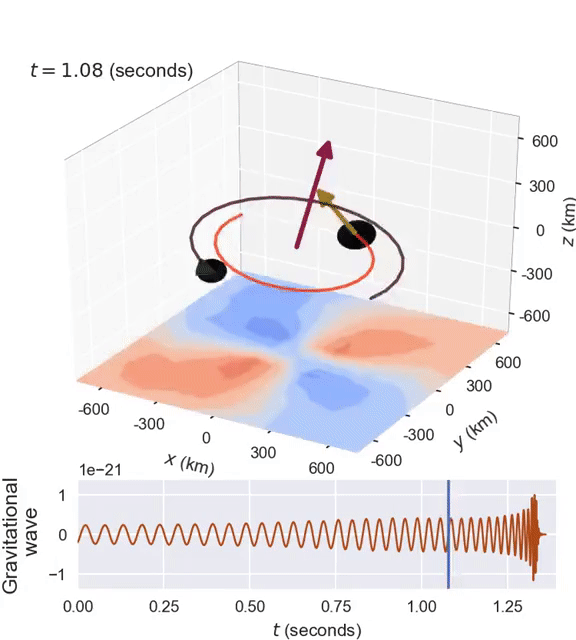 t = 1.08 (seconds)
600
300
0
-300
-600
z (km)
-600
-300
0
300
600
x (km)
-600
-300
0
300
600
y (km)
1e−21
Gravitational
wave
1
0
−1
0.00 0.25 0.50 0.75 1.00 1.25
t (seconds)